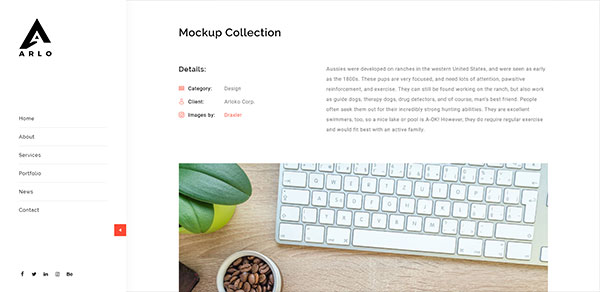 ARLO
Home
About
Services
Portfolio
News
Contact
Bē
Mockup Collection
Details:
Category: Design
Client: Arloko Corp.
Images by: Draxler
Aussies were developed on ranches in the western United States, and were seen as early
as the 1800s. These pups are very focused, and need lots of attention, pawsitive
reinforcement, and exercise. They can still be found working on the ranch, but also work
as guide dogs, therapy dogs, drug detectors, and of course, men's best friend. People
often seek them out for their incredibly strong hunting abilities. They are excellent
swimmers, too, so a nice lake or pool is A-OK! However, they do require regular exercise
and would fit best with an active family.